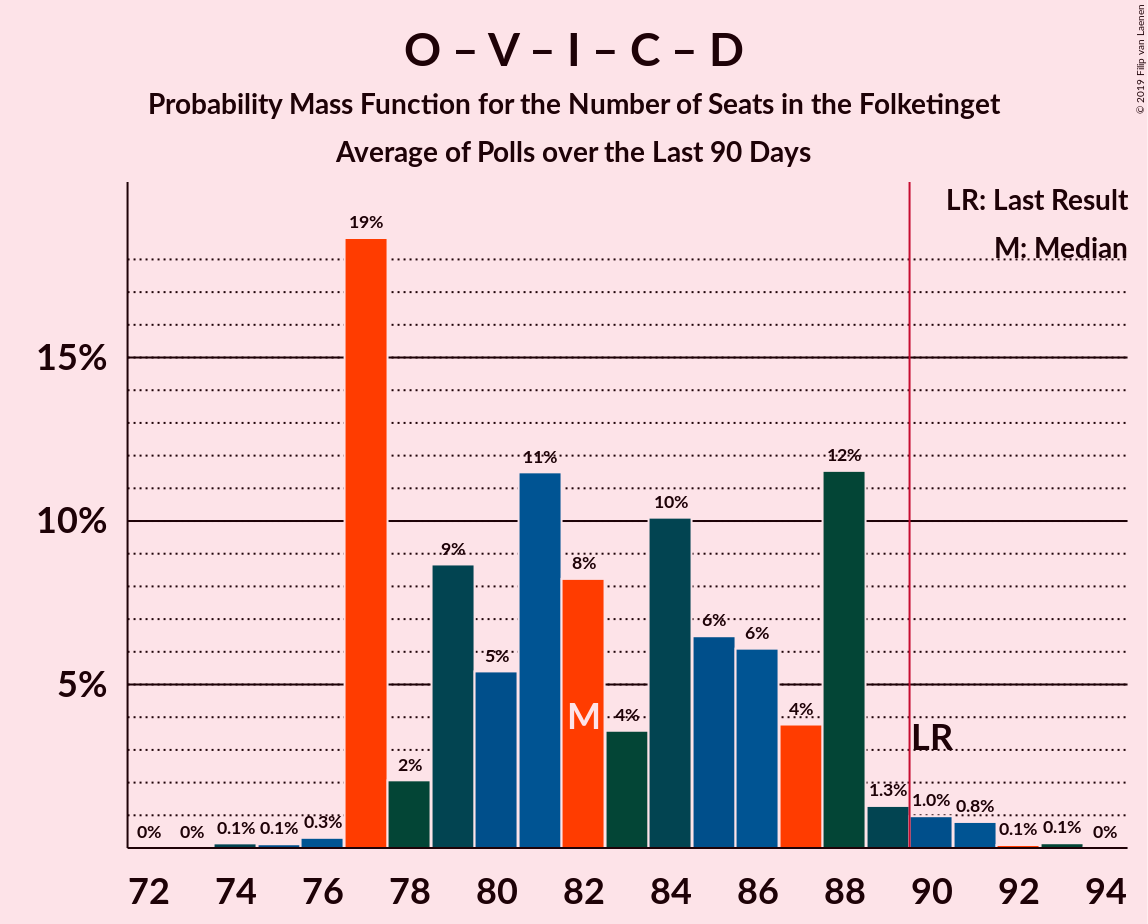 O – V – I – C – D
Probability Mass Function for the Number of Seats in the Folketinget
Average of Polls over the Last 90 Days
© 2019 Filip van Laenen
LR: Last Result
M: Median
15%
10%
5%
0% 0% 0.1% 0.1% 0.3% 19% 2% 9% 5% 11% 8% 4% 10% 6% 6% 4% 12% 1.3% 1.0% 0.8% 0.1% 0.1% 0%
M
LR
72 74 76 78 80 82 84 86 88 90 92 94